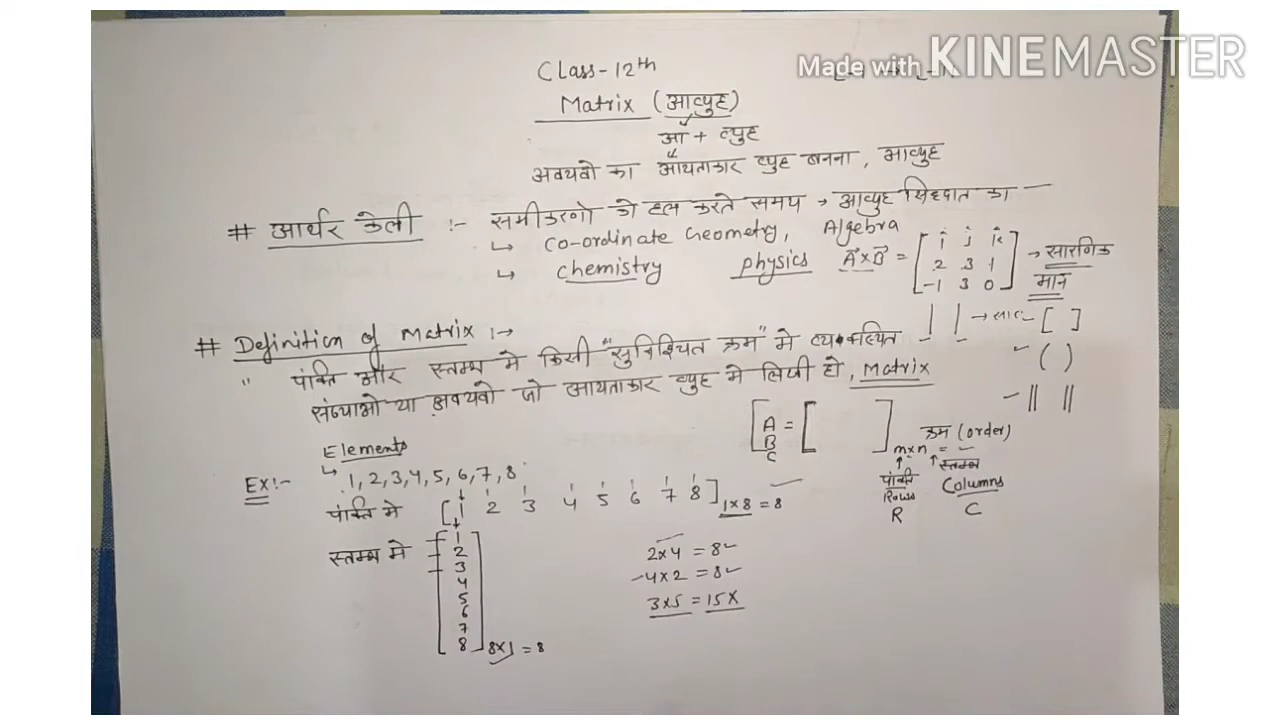 Made with KINEMASTER
Class-12th
Matrix (आव्यूह)
आ + व्यूह
अवयवो का आयताकार व्यूह बनना, आव्यूह
# आर्थर केली :- समीकरणो को हल करते समय → आव्यूह सिद्दात का
↳ Co-ordinate Geometry, Algebra
↳ chemistry physics A⃗×B⃗ = [ i j k
2 3 1
-1 3 0 ] → सारणिक
मान
| | → [ ]
( )
|| ||
# Definition of Matrix :→
" पंक्ति और स्तम्भ मे किसी "सुनिश्चित क्रम" मे व्यवस्थित
संख्याओ या अवयवो जो आयताकार व्यूह मे लिखी हो, Matrix
[ A = [ ]
B
C
क्रम (order)
m×n =
पंक्ति स्तम्भ
Rows Columns
R C
Elements
Ex:- ↳ 1, 2, 3, 4, 5, 6, 7, 8
पंक्ति मे [ 1 2 3 4 5 6 7 8 ] 1×8 = 8
स्तम्भ मे [ 1
2
3
4
5
6
7
8 ] 8×1 = 8
2×4 = 8
4×2 = 8
3×5 = 15 X